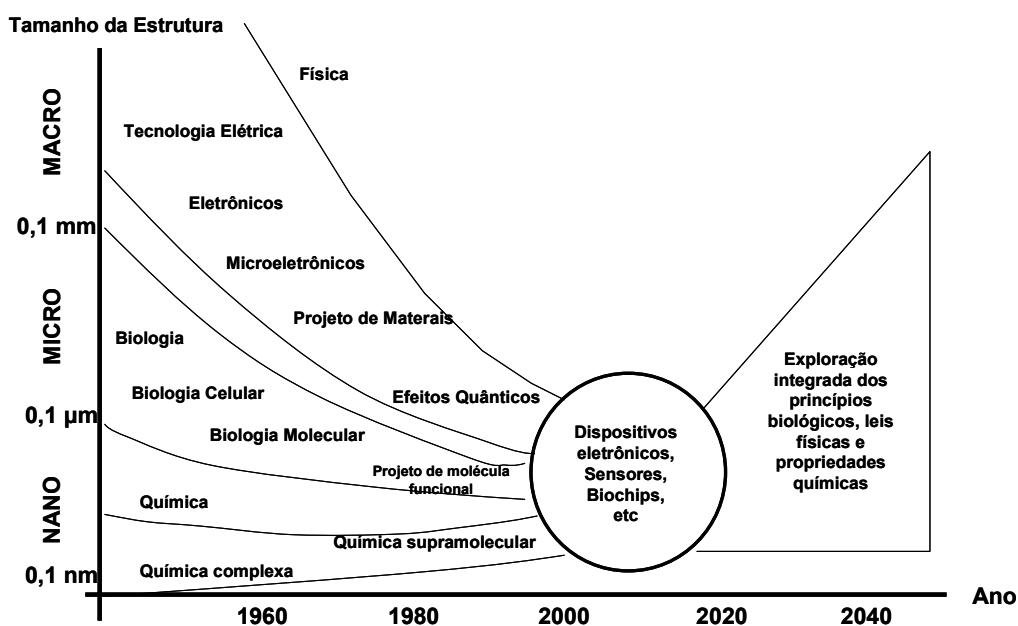 Tamanho da Estrutura
Física
MACRO
Tecnologia Elétrica
Eletrônicos
0,1 mm
Microeletrônicos
Projeto de Materais
MICRO
Biologia
Biologia Celular
Efeitos Quânticos
0,1 µm
Biologia Molecular
Projeto de molécula
funcional
Dispositivos
eletrônicos,
Sensores,
Biochips,
etc
Exploração
integrada dos
princípios
biológicos, leis
físicas e
propriedades
químicas
NANO
Química
Química supramolecular
0,1 nm
Química complexa
Ano
1960
1980
2000
2020
2040